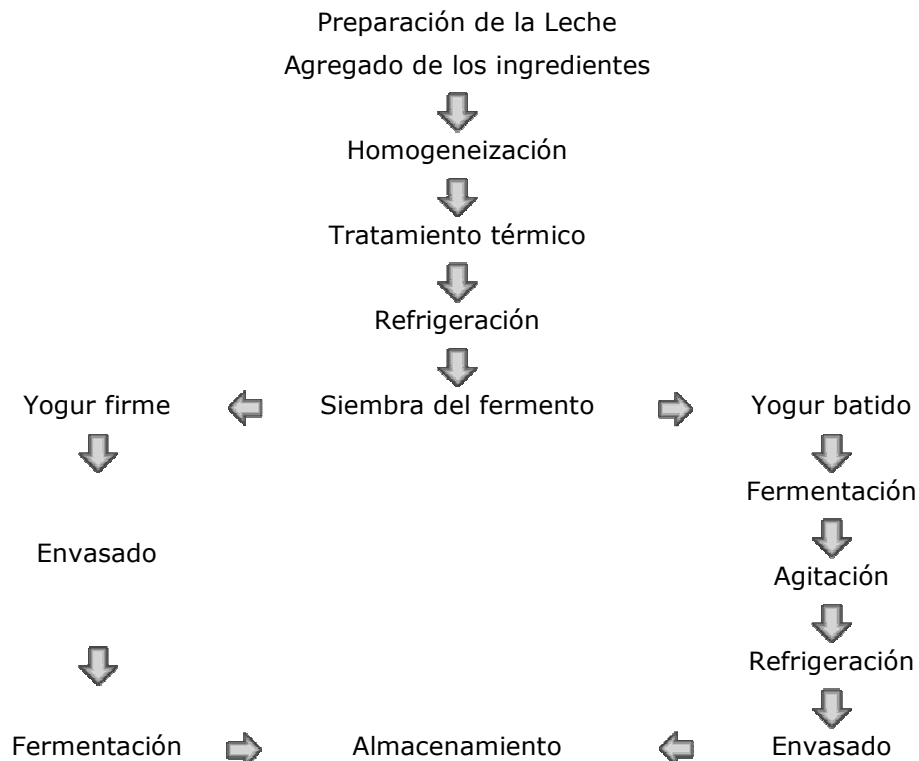 Preparación de la Leche
Agregado de los ingredientes
Homogeneización
Tratamiento térmico
Refrigeración
Yogur firme Siembra del fermento Yogur batido
Fermentación
Envasado
Agitación
Refrigeración
Fermentación Almacenamiento Envasado